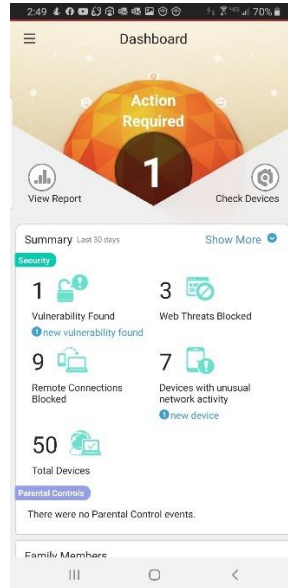 2:49
70%
Dashboard
Action
Required
1
View Report
Check Devices
Summary Last 30 days
Show More
Security
1
3
Vulnerability Found
Web Threats Blocked
1 new vulnerability found
9
7
Remote Connections
Blocked
Devices with unusual
network activity
1 new device
50
Total Devices
Parental Controls
There were no Parental Control events.
Family Members